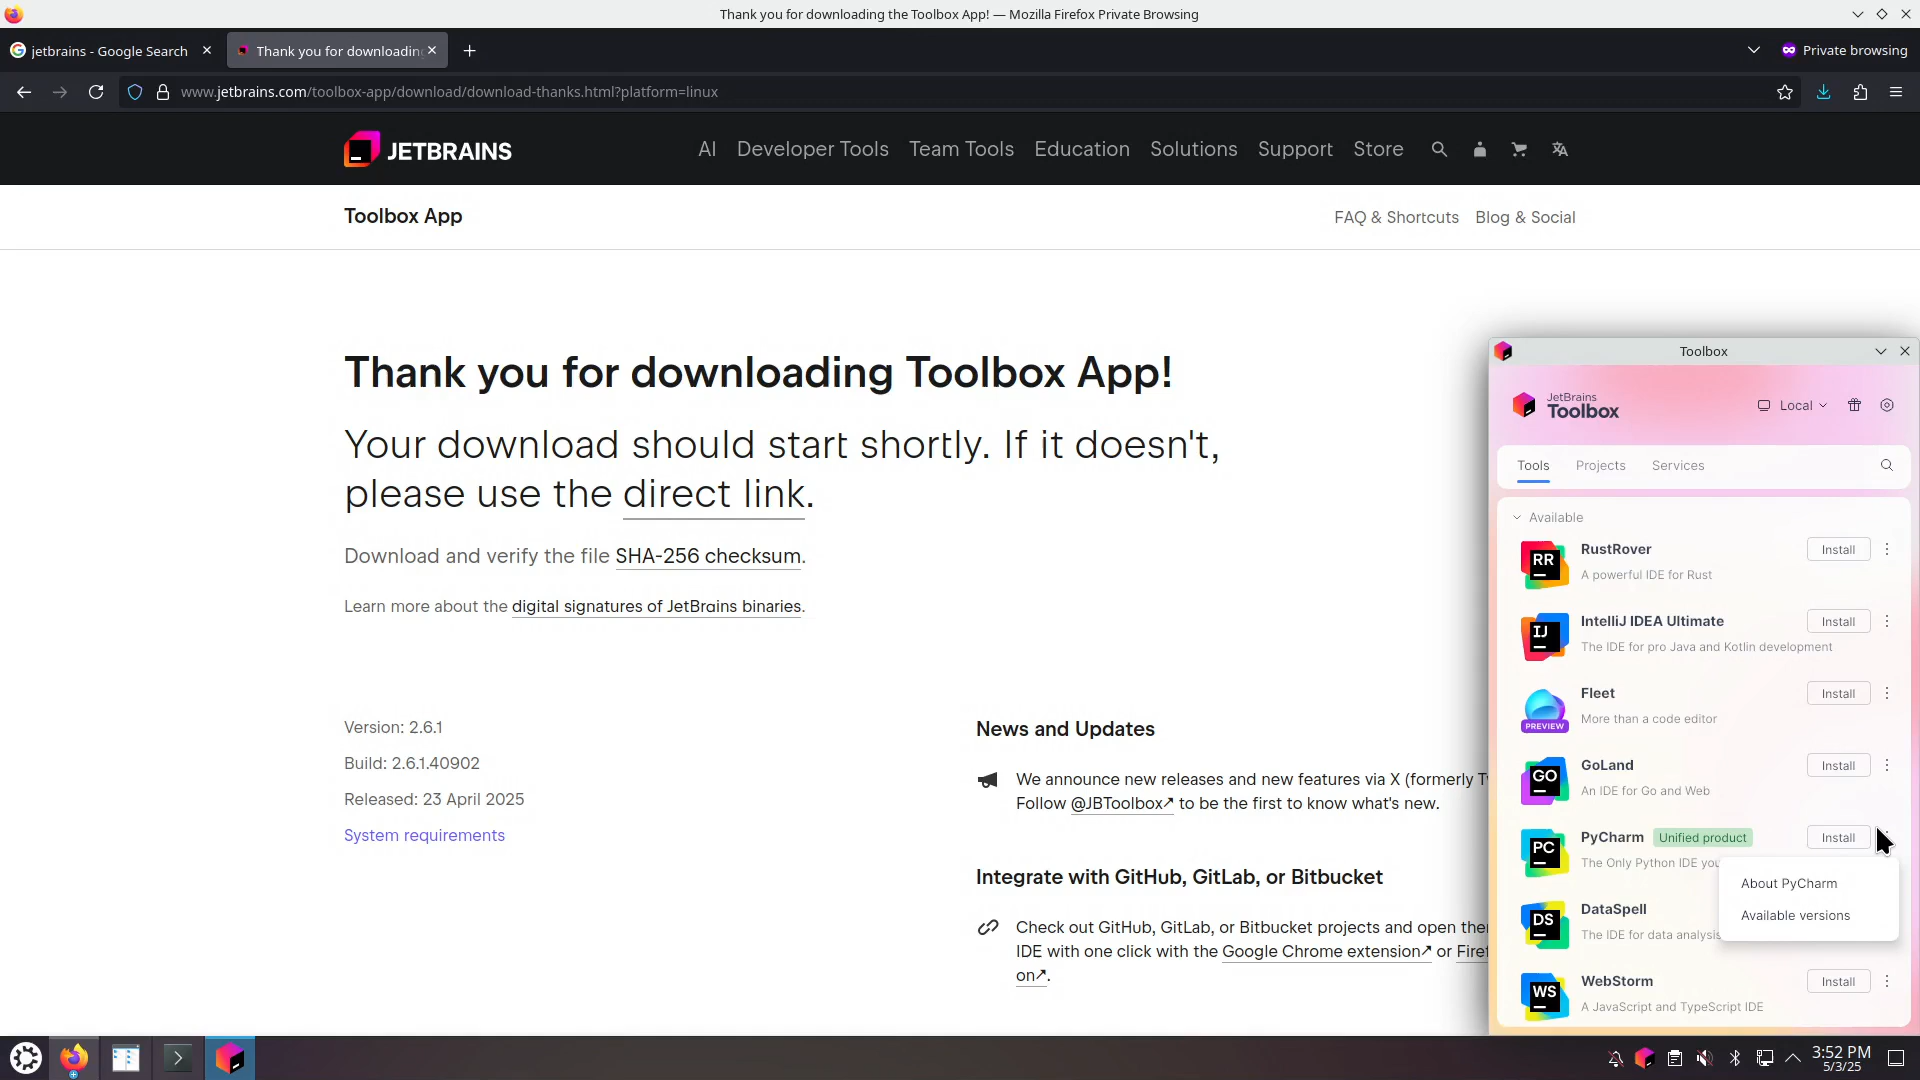 Thank you for downloading the Toolbox App! — Mozilla Firefox Private Browsing
jetbrains - Google Search
Thank you for downloading
Private browsing
www.jetbrains.com/toolbox-app/download/download-thanks.html?platform=linux
JETBRAINS
AI Developer Tools Team Tools Education Solutions Support Store
Toolbox App
FAQ & Shortcuts Blog & Social
Thank you for downloading Toolbox App!
Your download should start shortly. If it doesn't,
please use the direct link.
Download and verify the file SHA-256 checksum.
Learn more about the digital signatures of JetBrains binaries.
Version: 2.6.1
Build: 2.6.1.40902
Released: 23 April 2025
System requirements
News and Updates
We announce new releases and new features via X (formerly
Follow @JBToolbox↗ to be the first to know what's new.
Integrate with GitHub, GitLab, or Bitbucket
Check out GitHub, GitLab, or Bitbucket projects and open
IDE with one click with the Google Chrome extension↗ or
on↗.
Toolbox
JetBrains
Toolbox
Local
Tools Projects Services
Available
RR
RustRover
Install
A powerful IDE for Rust
IJ
IntelliJ IDEA Ultimate
Install
The IDE for pro Java and Kotlin development
PREVIEW
Fleet
Install
More than a code editor
GO
GoLand
Install
An IDE for Go and Web
PC
PyCharm
Unified product
Install
The Only Python IDE you
About PyCharm
Available versions
DS
DataSpell
The IDE for data analysis
WS
WebStorm
Install
A JavaScript and TypeScript IDE
3:52 PM
5/3/25